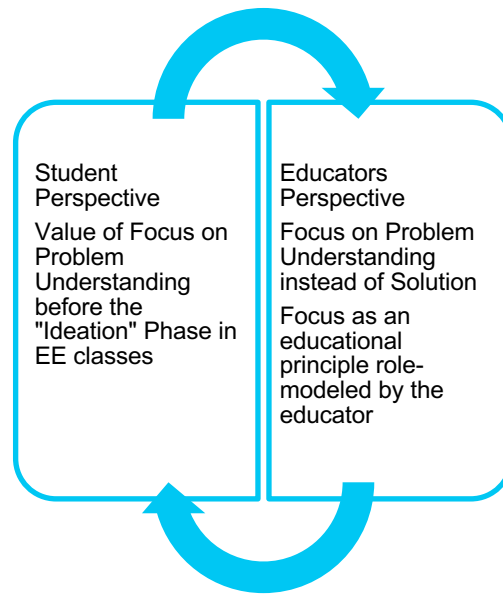 Student
Perspective
Value of Focus on
Problem
Understanding
before the
"Ideation" Phase in
EE classes
Educators
Perspective
Focus on Problem
Understanding
instead of Solution
Focus as an
educational
principle role-
modeled by the
educator